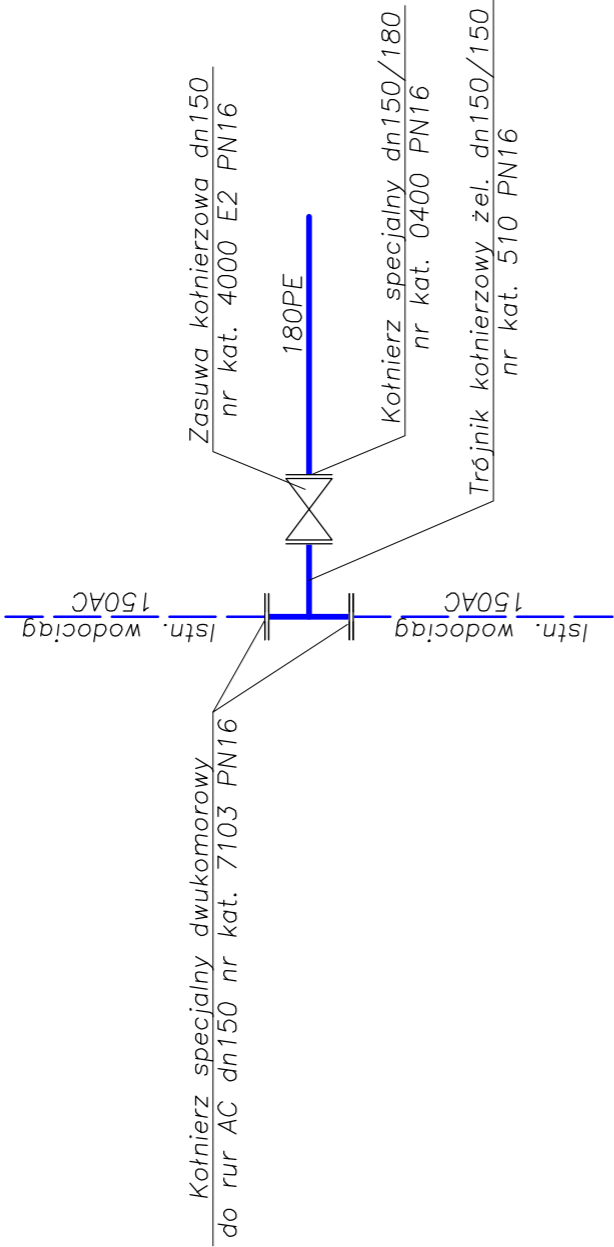 Kołnierz specjalny dwukomorowy
do rur AC dn150 nr kat. 7103 PN16
Istn. wodociąg
150AC
Istn. wodociąg
150AC
Zasuwa kołnierzowa dn150
nr kat. 4000 E2 PN16
180PE
Kołnierz specjalny dn150/180
nr kat. 0400 PN16
Trójnik kołnierzowy żel. dn150/150
nr kat. 510 PN16